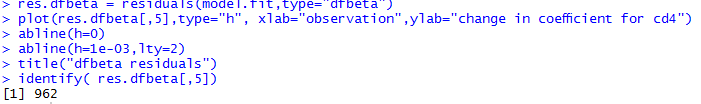 > res.dfbeta = residuals(model.fit,type="dfbeta")
> plot(res.dfbeta[,5],type="h", xlab="observation",ylab="change in coefficient for cd4")
> abline(h=0)
> abline(h=1e-03,lty=2)
> title("dfbeta residuals")
> identify( res.dfbeta[,5])
[1] 962